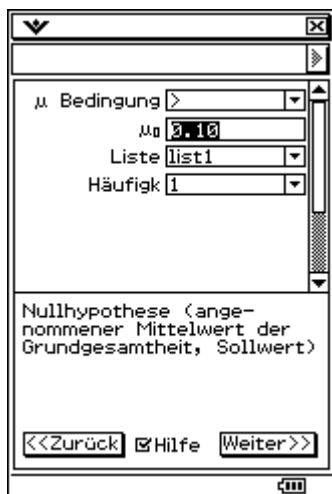 μ Bedingung >
μ₀ 0.10
Liste list1
Häufigk 1
Nullhypothese (ange-
nommener Mittelwert der
Grundgesamtheit, Sollwert)
<<Zurück Hilfe Weiter>>